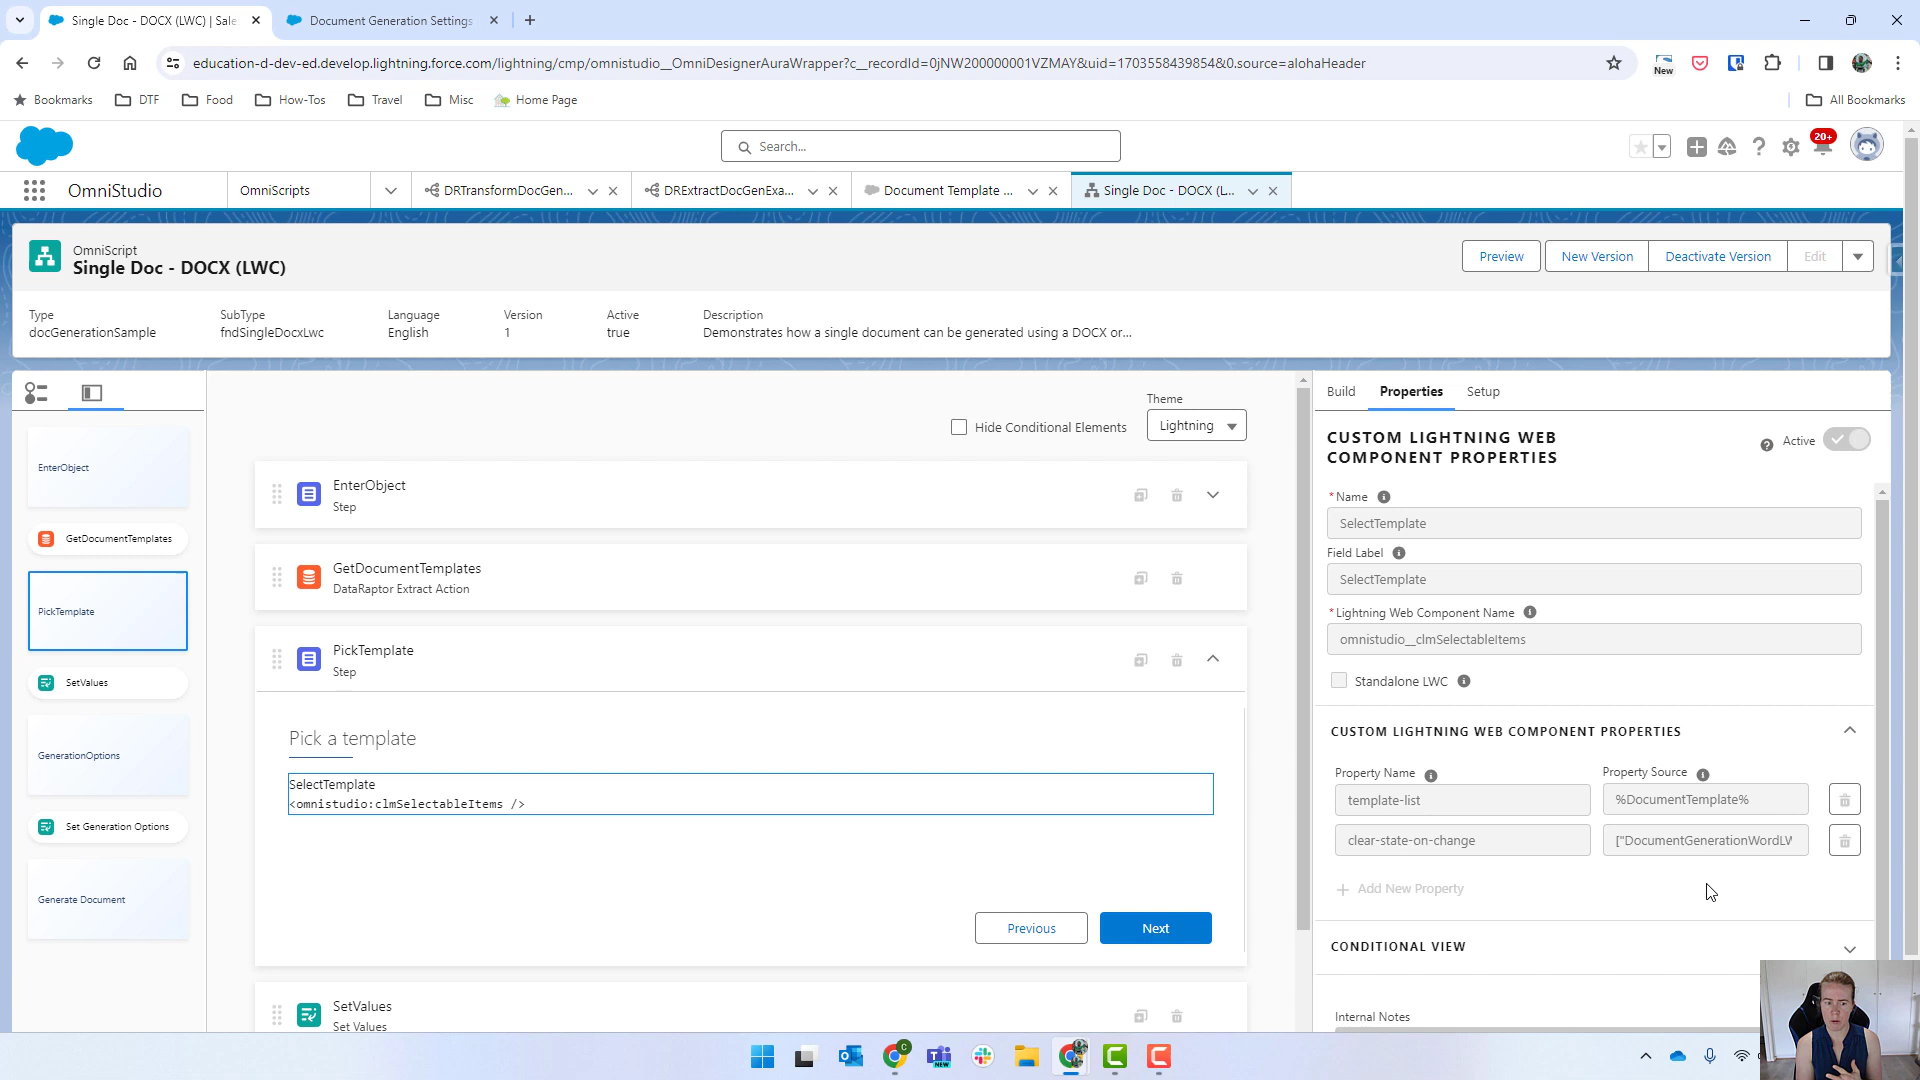 Single Doc - DOCX (LWC) | Sale
Document Generation Settings
education-d-dev-ed.develop.lightning.force.com/lightning/cmp/omnistudio__OmniDesignerAuraWrapper?c__recordId=0jNW200000001VZMAY&uid=1703558439854&0.source=alohaHeader
New
Bookmarks
DTF
Food
How-Tos
Travel
Misc
Home Page
All Bookmarks
Search...
20+
OmniStudio
OmniScripts
DRTransformDocGen...
DRExtractDocGenExa...
Document Template ...
Single Doc - DOCX (L...
OmniScript
Single Doc - DOCX (LWC)
Preview
New Version
Deactivate Version
Edit
Type
SubType
Language
Version
Active
Description
docGenerationSample
fndSingleDocxLwc
English
1
true
Demonstrates how a single document can be generated using a DOCX or...
Theme
Hide Conditional Elements
Lightning
EnterObject
GetDocumentTemplates
PickTemplate
SetValues
GenerationOptions
Set Generation Options
Generate Document
EnterObject
Step
GetDocumentTemplates
DataRaptor Extract Action
PickTemplate
Step
Pick a template
SelectTemplate
<omnistudio:clmSelectableItems />
Previous
Next
SetValues
Set Values
Build
Properties
Setup
CUSTOM LIGHTNING WEB
COMPONENT PROPERTIES
Active
*Name
SelectTemplate
Field Label
SelectTemplate
*Lightning Web Component Name
omnistudio__clmSelectableItems
Standalone LWC
CUSTOM LIGHTNING WEB COMPONENT PROPERTIES
Property Name
Property Source
template-list
%DocumentTemplate%
clear-state-on-change
["DocumentGenerationWordLW
Add New Property
CONDITIONAL VIEW
Internal Notes
C
NEW